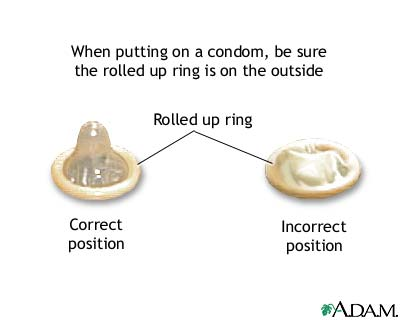 When putting on a condom, be sure
the rolled up ring is on the outside
Rolled up ring
Correct
position
Incorrect
position
ADAM.